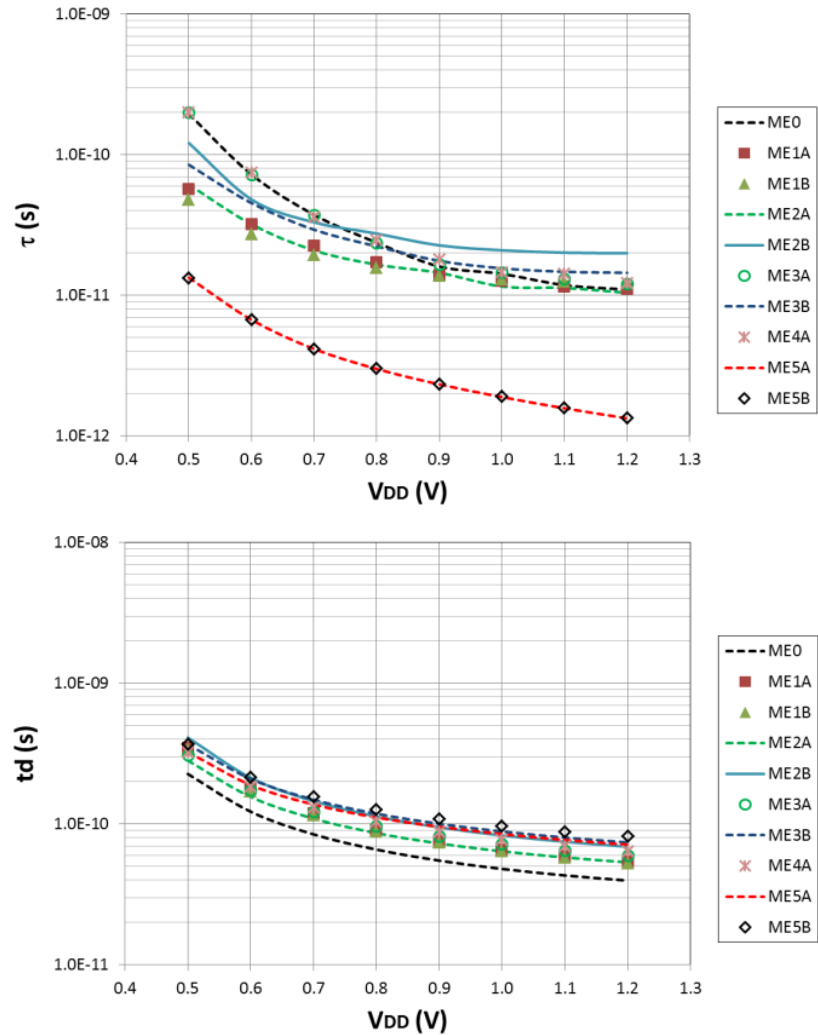 1.0E-09
1.0E-10
1.0E-11
1.0E-12
τ (s)
0.4 0.5 0.6 0.7 0.8 0.9 1.0 1.1 1.2 1.3
VDD (V)
ME0
ME1A
ME1B
ME2A
ME2B
ME3A
ME3B
ME4A
ME5A
ME5B
1.0E-08
1.0E-09
1.0E-10
1.0E-11
td (s)
0.4 0.5 0.6 0.7 0.8 0.9 1.0 1.1 1.2 1.3
VDD (V)
ME0
ME1A
ME1B
ME2A
ME2B
ME3A
ME3B
ME4A
ME5A
ME5B